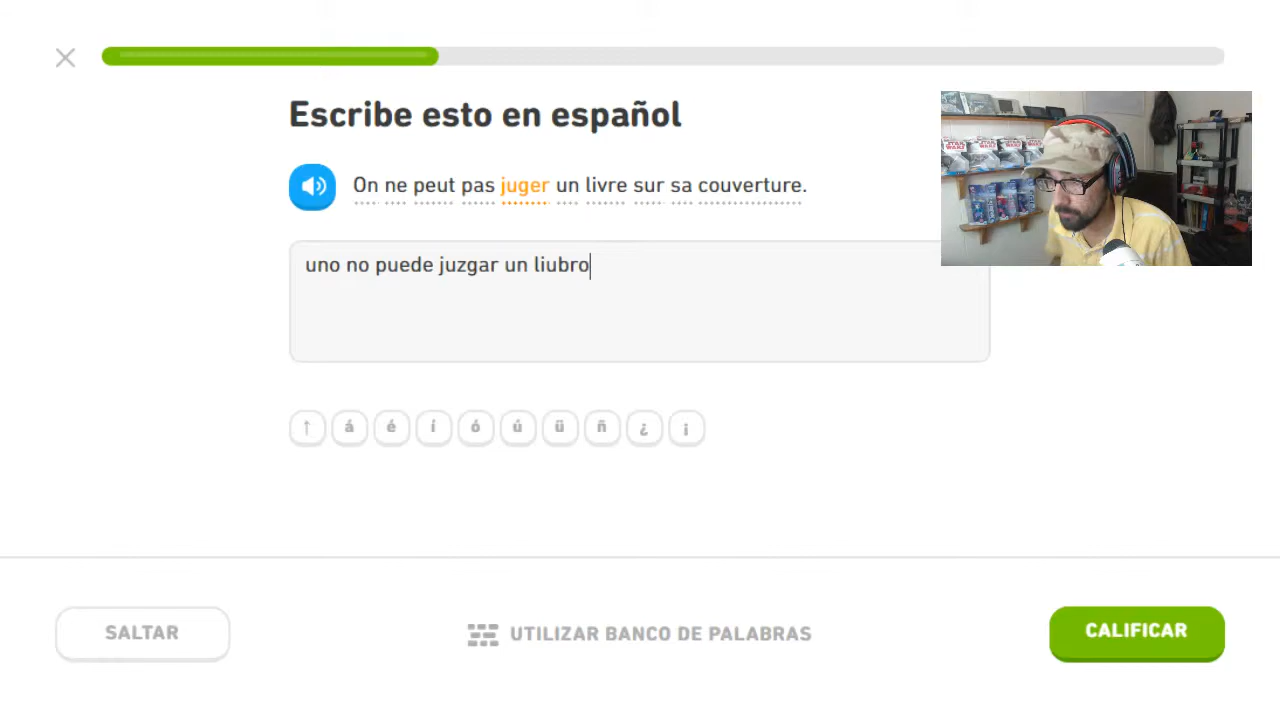 Escribe esto en español
On ne peut pas juger un livre sur sa couverture.
uno no puede juzgar un liubro
↑ á é í ó ú ü ñ ¿ ¡
SALTAR
UTILIZAR BANCO DE PALABRAS
CALIFICAR